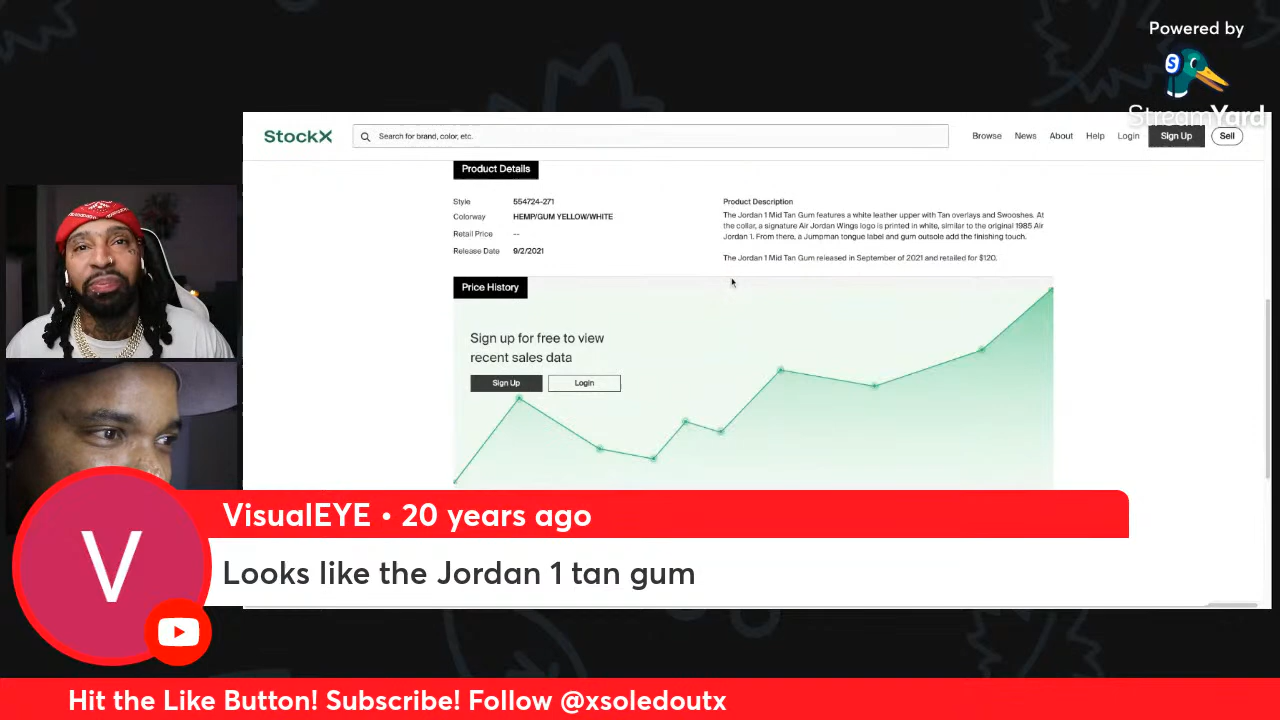 Powered by
StreamYard
StockX
Search for brand, color, etc.
Browse News About Help Login Sign Up Sell
Product Details
Style 554724-271
Colorway HEMP/GUM YELLOW/WHITE
Retail Price --
Release Date 9/2/2021
Product Description
The Jordan 1 Mid Tan Gum features a white leather upper with Tan overlays and Swooshes. At
the collar, a signature Air Jordan Wings logo is printed in white, similar to the original 1985 Air
Jordan 1. From there, a Jumpman tongue label and gum outsole add the finishing touch.
The Jordan 1 Mid Tan Gum released in September of 2021 and retailed for $120.
Price History
Sign up for free to view
recent sales data
Sign Up Login
V
VisualEYE • 20 years ago
Looks like the Jordan 1 tan gum
Hit the Like Button! Subscribe! Follow @xsoledoutx